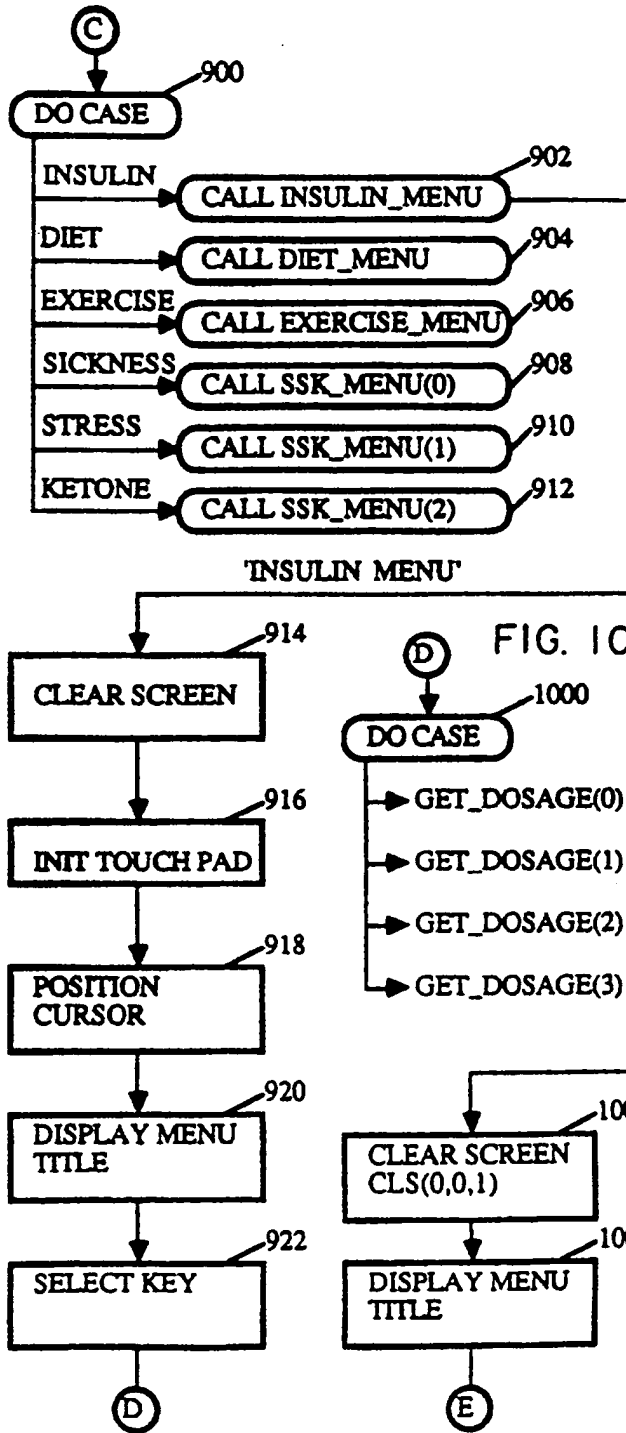 C
900
DO CASE
INSULIN
902
CALL INSULIN_MENU
DIET
904
CALL DIET_MENU
EXERCISE
906
CALL EXERCISE_MENU
SICKNESS
908
CALL SSK_MENU(0)
STRESS
910
CALL SSK_MENU(1)
KETONE
912
CALL SSK_MENU(2)
'INSULIN MENU'
914
CLEAR SCREEN
916
INIT TOUCH PAD
918
POSITION
CURSOR
920
DISPLAY MENU
TITLE
922
SELECT KEY
D
FIG. 10
D
1000
DO CASE
GET_DOSAGE(0)
GET_DOSAGE(1)
GET_DOSAGE(2)
GET_DOSAGE(3)
CLEAR SCREEN
CLS(0,0,1)
DISPLAY MENU
TITLE
E